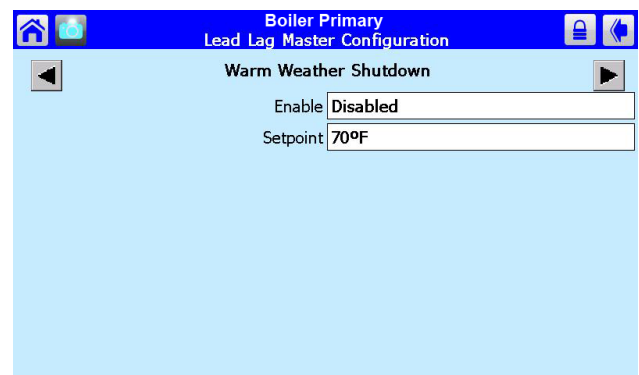 Boiler Primary
Lead Lag Master Configuration
Warm Weather Shutdown
Enable Disabled
Setpoint 70ºF